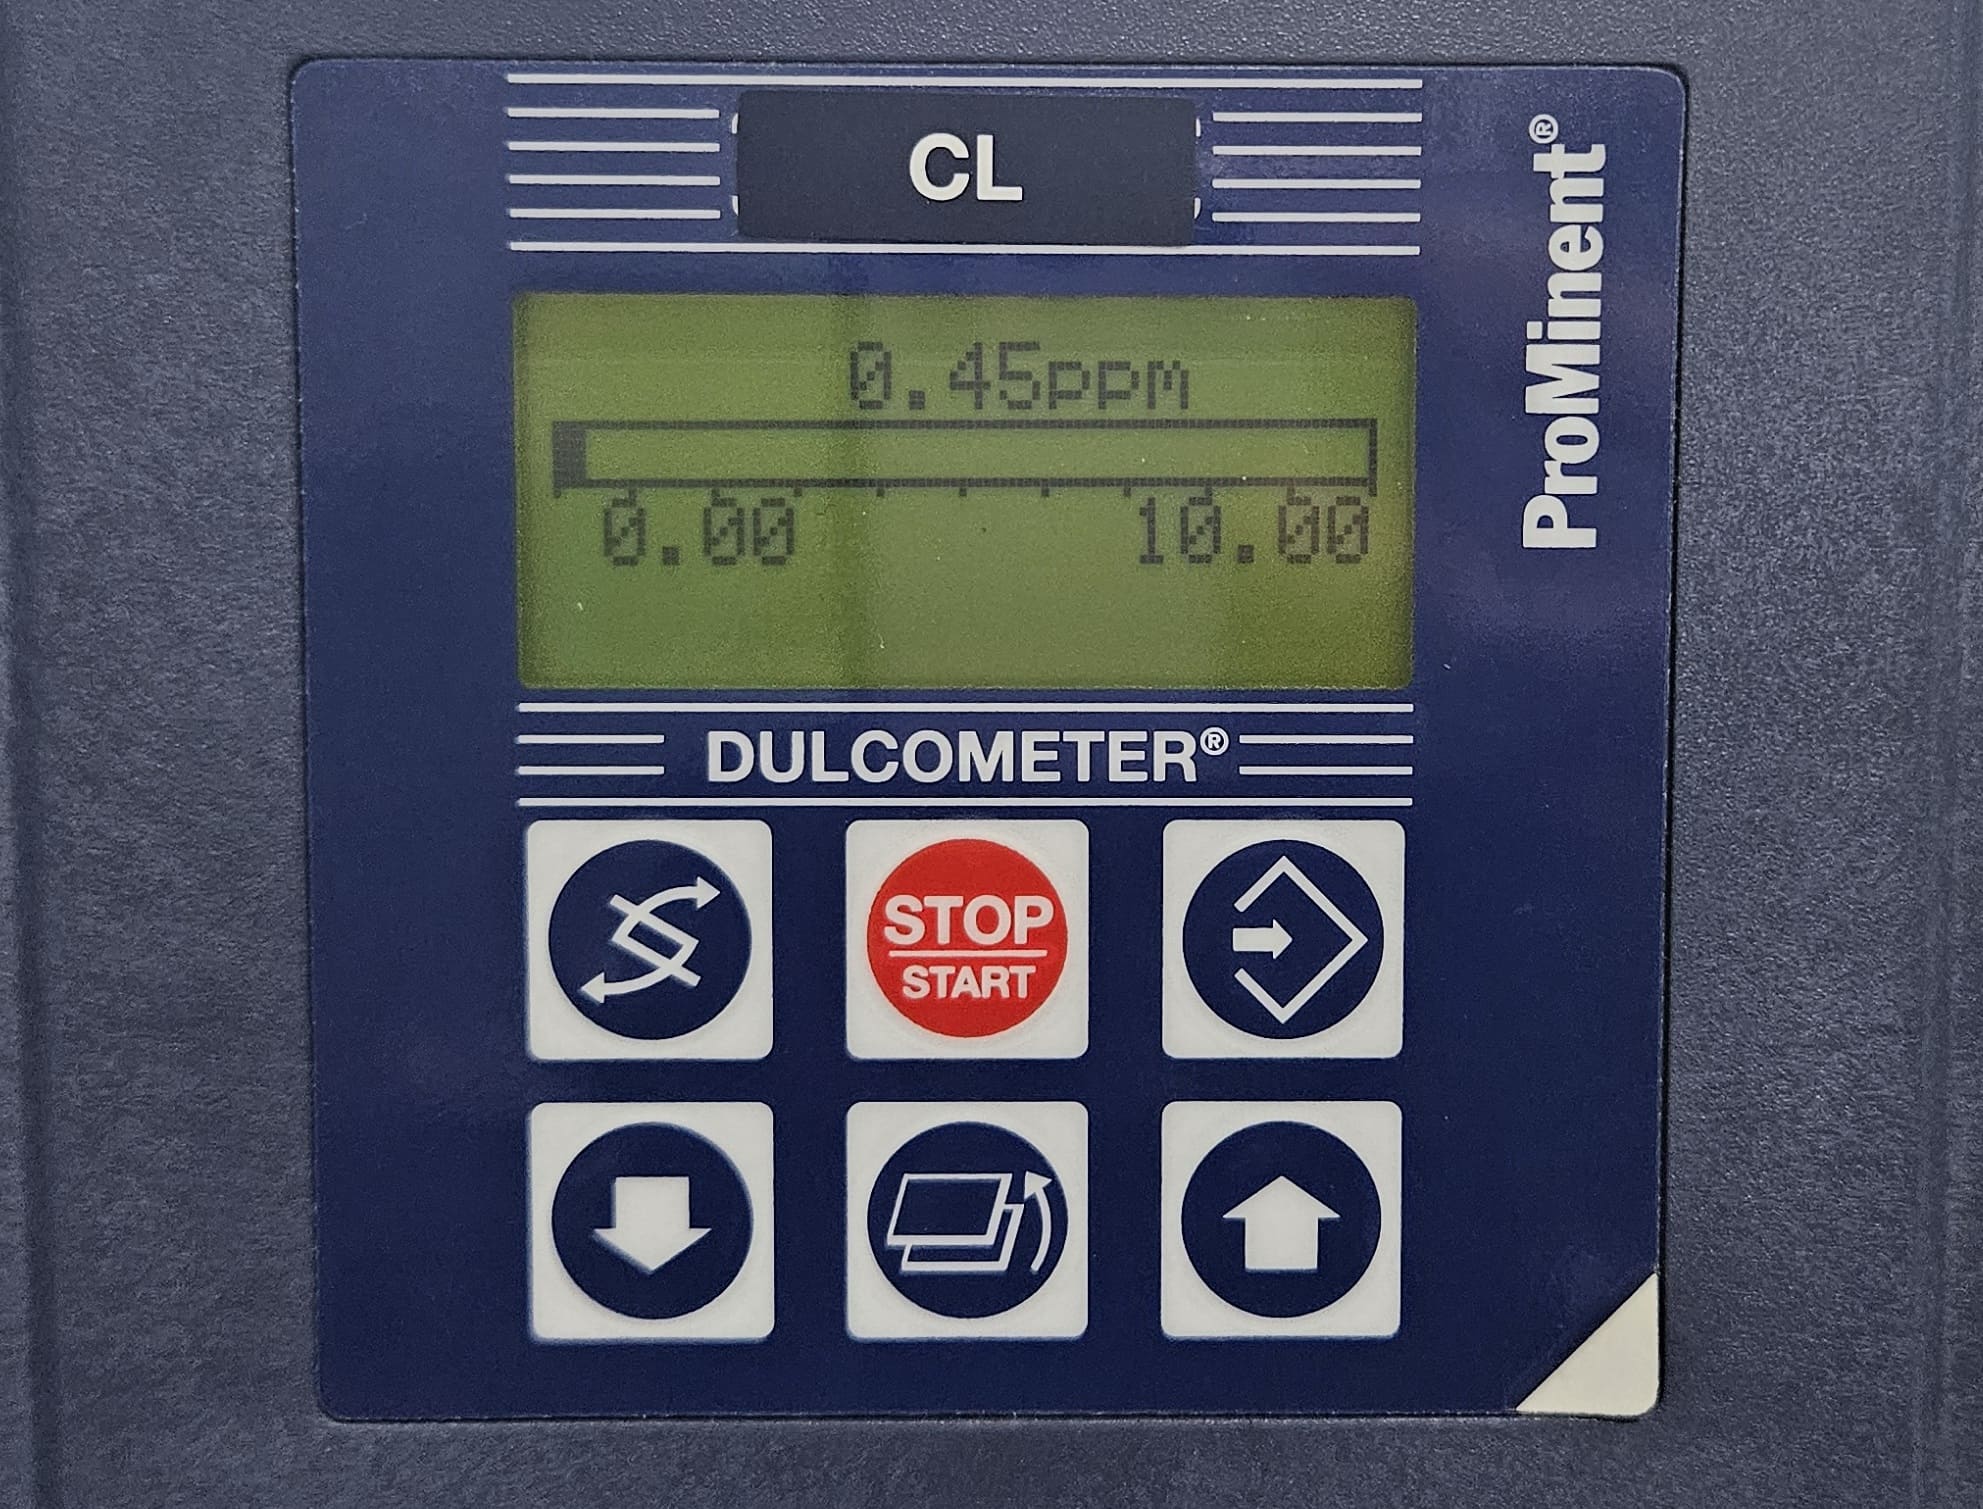 CL
ProMinent®
0.45ppm
0.00 10.00
DULCOMETER®
STOP
START